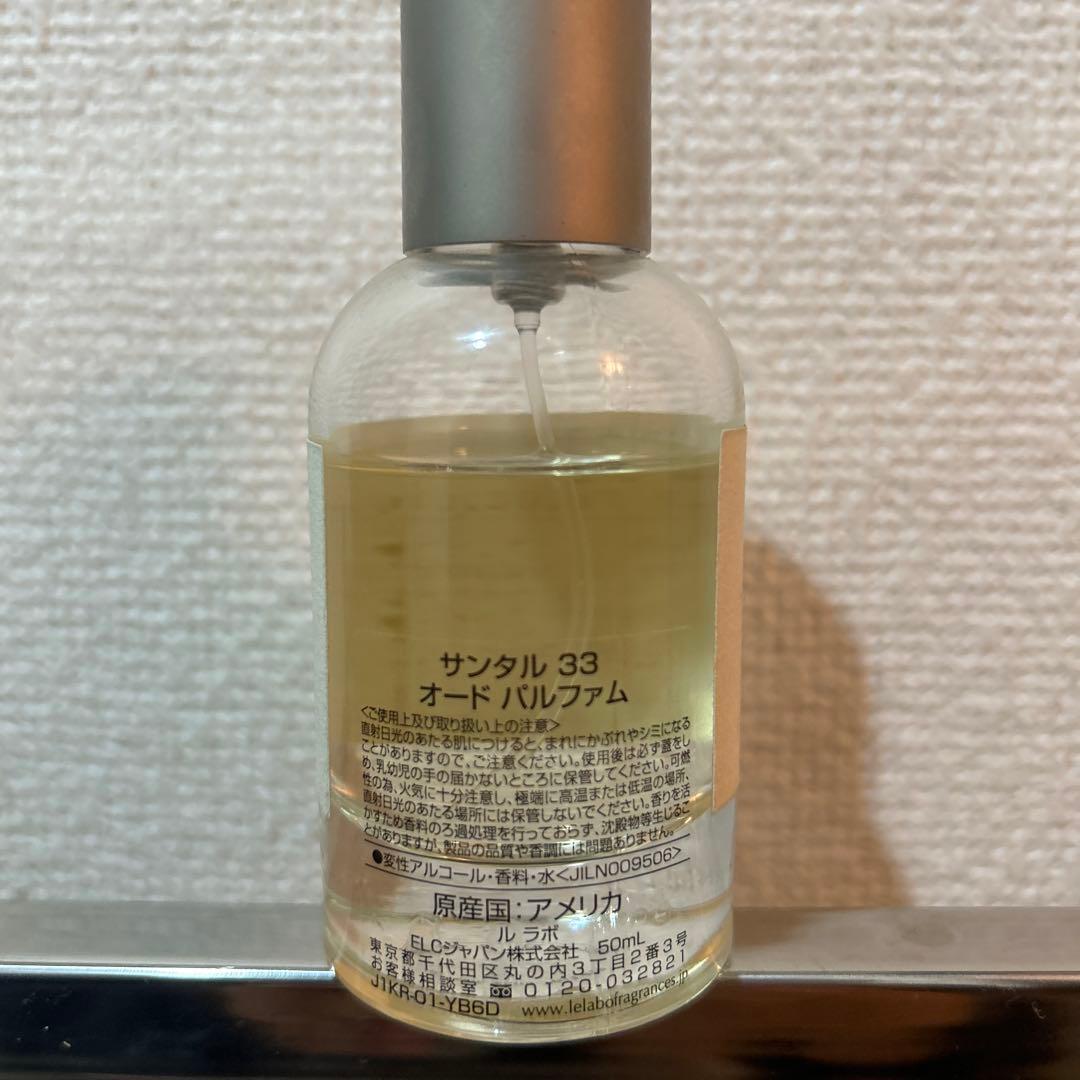 サンタル 33
オード パルファム
<ご使用上及び取り扱い上の注意>
直射日光のあたる肌につけると、まれにかぶれやシミになる
ことがありますので、ご注意ください。使用後は必ず蓋をし
め、乳幼児の手の届かないところに保管してください。可燃
性の為、火気に十分注意し、極端に高温または低温の場所、
直射日光のあたる場所には保管しないでください。香りを活
かすため香料のろ過処理を行っておらず、沈殿物等生じるこ
とがありますが、製品の品質や香調には問題ありません。
●変性アルコール・香料・水<JILN009506>
原産国：アメリカ
ル ラボ
ELCジャパン株式会社 50mL
東京都千代田区丸の内3丁目2番3号
お客様相談室 0120-032821
J1KR-01-YB6D www.lelabofragrances.jp